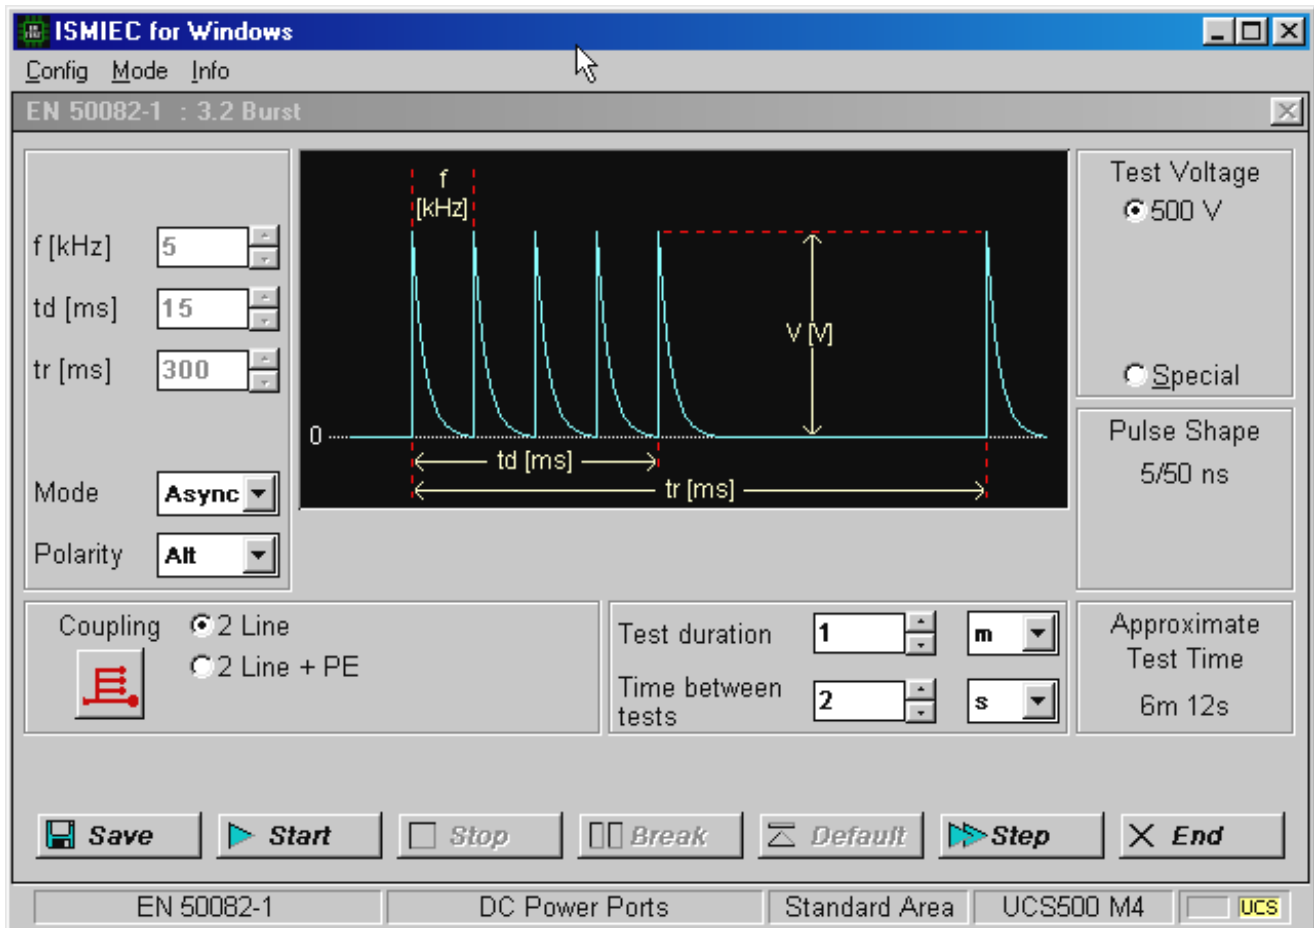 ISMIEC for Windows
Config Mode Info
EN 50082-1 : 3.2 Burst
f [kHz] 5
td [ms] 15
tr [ms] 300
Mode Async
Polarity Alt
f
[kHz]
V [V]
0
td [ms]
tr [ms]
Test Voltage
500 V
Special
Pulse Shape
5/50 ns
Coupling
2 Line
2 Line + PE
Test duration 1 m
Time between
tests
2 s
Approximate
Test Time
6m 12s
Save Start Stop Break Default Step End
EN 50082-1 DC Power Ports Standard Area UCS500 M4 UCS